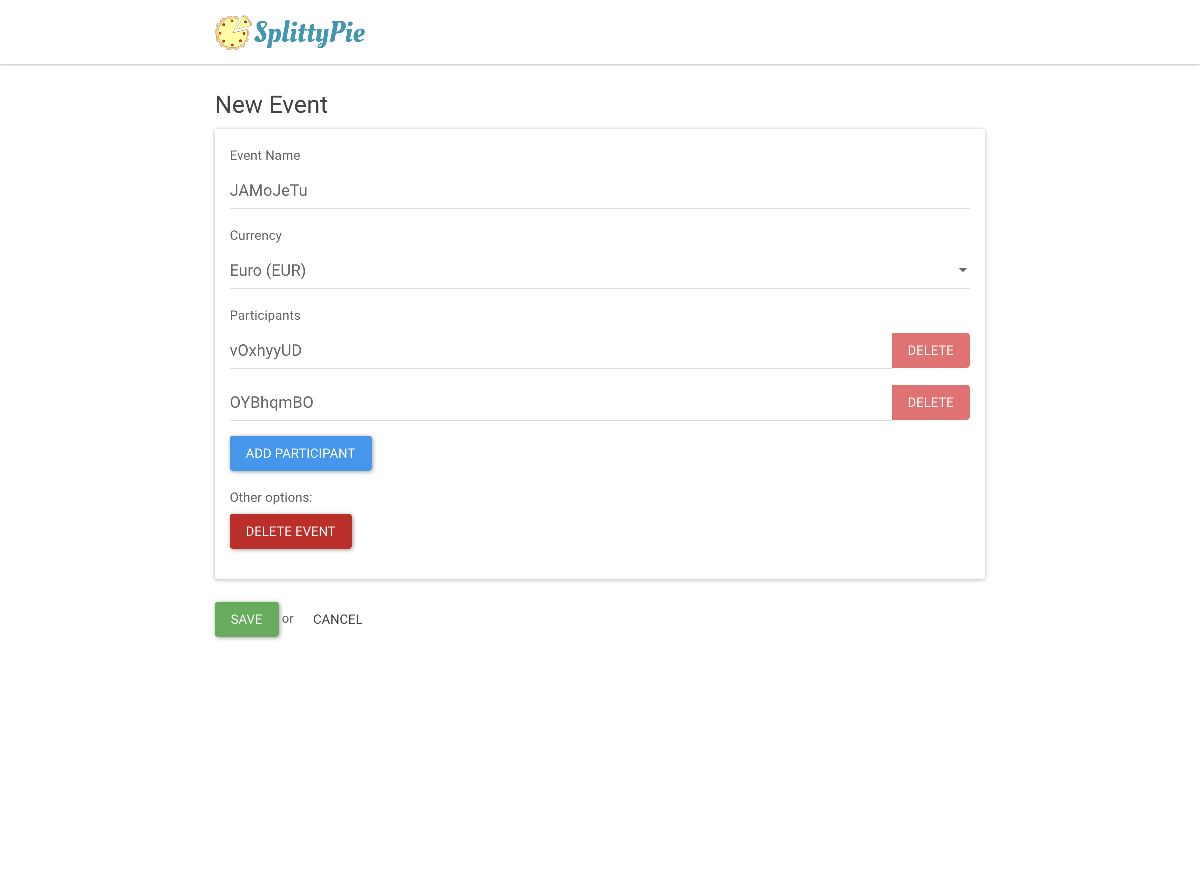 SplittyPie
New Event
Event Name
JAMoJeTu
Currency
Euro (EUR)
Participants
vOxhyyUD
DELETE
OYBhqmBO
DELETE
ADD PARTICIPANT
Other options:
DELETE EVENT
SAVE or CANCEL